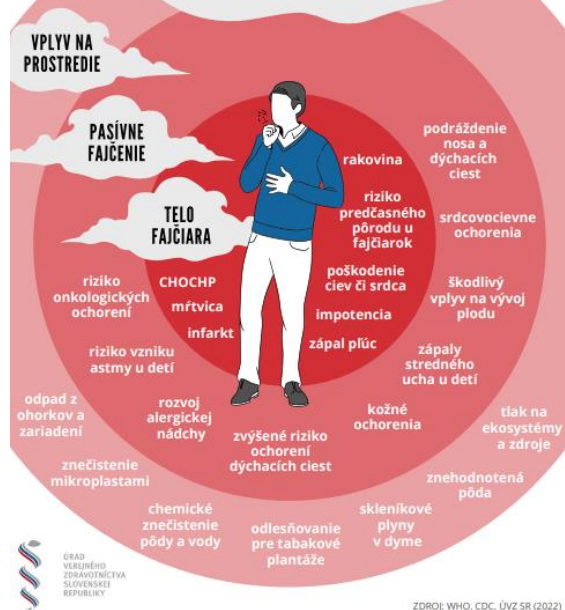 VPLYV NA
PROSTREDIE
PASÍVNE
FAJČENIE
TELO
FAJČIARA
rakovina
riziko
predčasného
pôrodu u
fajčiarok
poškodenie
ciev či srdca
impotencia
zápal pľúc
CHOCHP
mŕtvica
infarkt
podráždenie
nosa a
dýchacích
ciest
srdcovocievne
ochorenia
škodlivý
vplyv na vývoj
plodu
zápaly
stredného
ucha u detí
kožné
ochorenia
zvýšené riziko
ochorení
dýchacích ciest
rozvoj
alergickej
nádchy
riziko vzniku
astmy u detí
riziko
onkologických
ochorení
odpad z
ohorkov a
zariadení
znečistenie
mikroplastami
chemické
znečistenie
pôdy a vody
odlesňovanie
pre tabakové
plantáže
skleníkové
plyny
v dyme
znehodnotená
pôda
tlak na
ekosystémy
a zdroje
ÚRAD
VEREJNÉHO
ZDRAVOTNÍCTVA
SLOVENSKEJ
REPUBLIKY
ZDROJ: WHO, CDC, ÚVZ SR (2022)